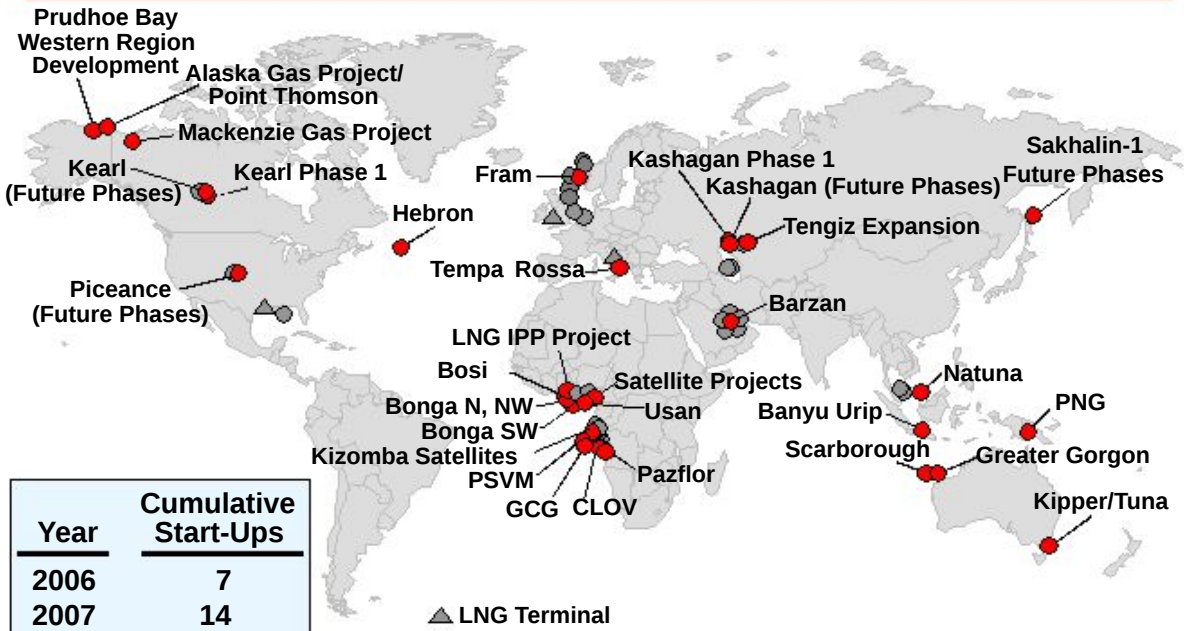 Prudhoe Bay
Western Region
Development
Alaska Gas Project/
Point Thomson
Mackenzie Gas Project
Kearl
(Future Phases)
Kearl Phase 1
Hebron
Piceance
(Future Phases)
Fram
Tempa Rossa
Kashagan Phase 1
Kashagan (Future Phases)
Tengiz Expansion
Sakhalin-1
Future Phases
Barzan
LNG IPP Project
Bosi
Satellite Projects
Bonga N, NW
Usan
Bonga SW
Kizomba Satellites
PSVM
Pazflor
GCG
CLOV
Natuna
Banyu Urip
PNG
Scarborough
Greater Gorgon
Kipper/Tuna
Year Cumulative
Start-Ups
2006 7
2007 14
LNG Terminal